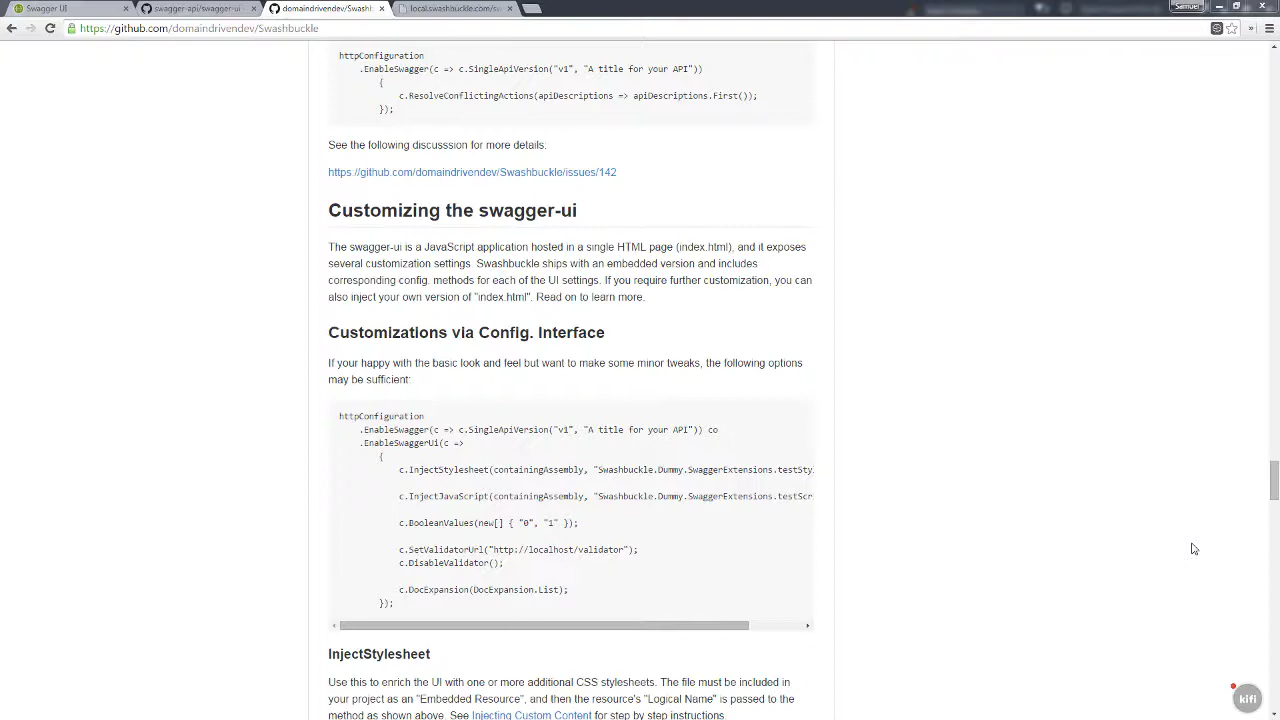 Swagger UI
swagger-api/swagger-ui
domaindrivendev/Swashb
local.swashbuckle.com/sw
Samuel
https://github.com/domaindrivendev/Swashbuckle
httpConfiguration
.EnableSwagger(c => c.SingleApiVersion("v1", "A title for your API"))
{
c.ResolveConflictingActions(apiDescriptions => apiDescriptions.First());
});
See the following discusssion for more details.
https://github.com/domaindrivendev/Swashbuckle/issues/142
Customizing the swagger-ui
The swagger-ui is a JavaScript application hosted in a single HTML page (index.html), and it exposes
several customization settings. Swashbuckle ships with an embedded version and includes
corresponding config. methods for each of the UI settings. If you require further customization, you can
also inject your own version of "index.html". Read on to learn more.
Customizations via Config. Interface
If your happy with the basic look and feel but want to make some minor tweaks, the following options
may be sufficient:
httpConfiguration
.EnableSwagger(c => c.SingleApiVersion("v1", "A title for your API")) co
.EnableSwaggerUi(c =>
{
c.InjectStylesheet(containingAssembly, "Swashbuckle.Dummy.SwaggerExtensions.testSty
c.InjectJavaScript(containingAssembly, "Swashbuckle.Dummy.SwaggerExtensions.testScr
c.BooleanValues(new[] { "0", "1" });
c.SetValidatorUrl("http://localhost/validator");
c.DisableValidator();
c.DocExpansion(DocExpansion.List);
});
InjectStylesheet
Use this to enrich the UI with one or more additional CSS stylesheets. The file must be included in
your project as an "Embedded Resource", and then the resource's "Logical Name" is passed to the
method as shown above. See Injecting Custom Content for step by step instructions.
kifi